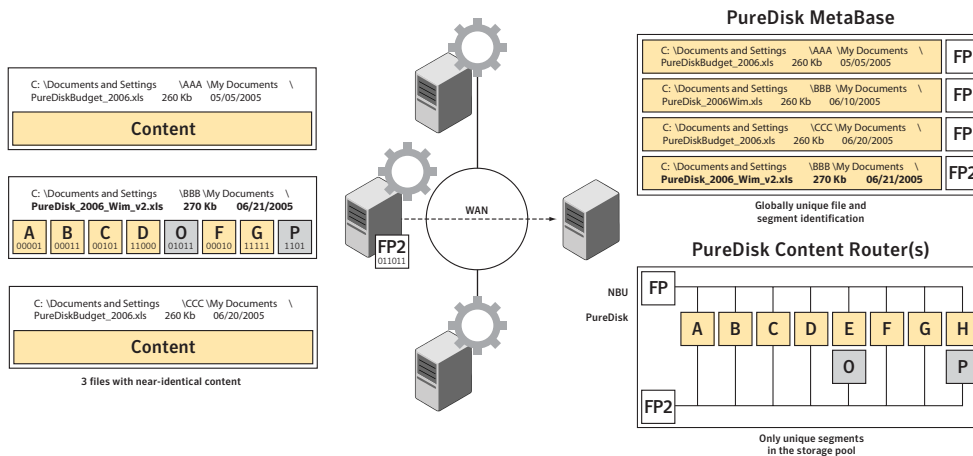 C: \Documents and Settings \AAA \My Documents \
PureDiskBudget_2006.xls 260 Kb 05/05/2005
Content
C: \Documents and Settings \BBB \My Documents \
PureDisk_2006_Wim_v2.xls 270 Kb 06/21/2005
A B C D O F G P
00001 00011 00101 11000 01011 00010 11111 1101
C: \Documents and Settings \CCC \My Documents \
PureDiskBudget_2006.xls 260 Kb 06/20/2005
Content
3 files with near-identical content
WAN
FP2
011011
PureDisk MetaBase
C: \Documents and Settings \AAA \My Documents \
PureDiskBudget_2006.xls 260 Kb 05/05/2005
FP
C: \Documents and Settings \BBB \My Documents \
PureDisk_2006Wim.xls 260 Kb 06/10/2005
FP
C: \Documents and Settings \CCC \My Documents \
PureDiskBudget_2006.xls 260 Kb 06/20/2005
FP
C: \Documents and Settings \BBB \My Documents \
PureDisk_2006_Wim_v2.xls 270 Kb 06/21/2005
FP2
Globally unique file and
segment identification
PureDisk Content Router(s)
NBU
PureDisk
FP
A B C D E F G H
O P
FP2
Only unique segments
in the storage pool